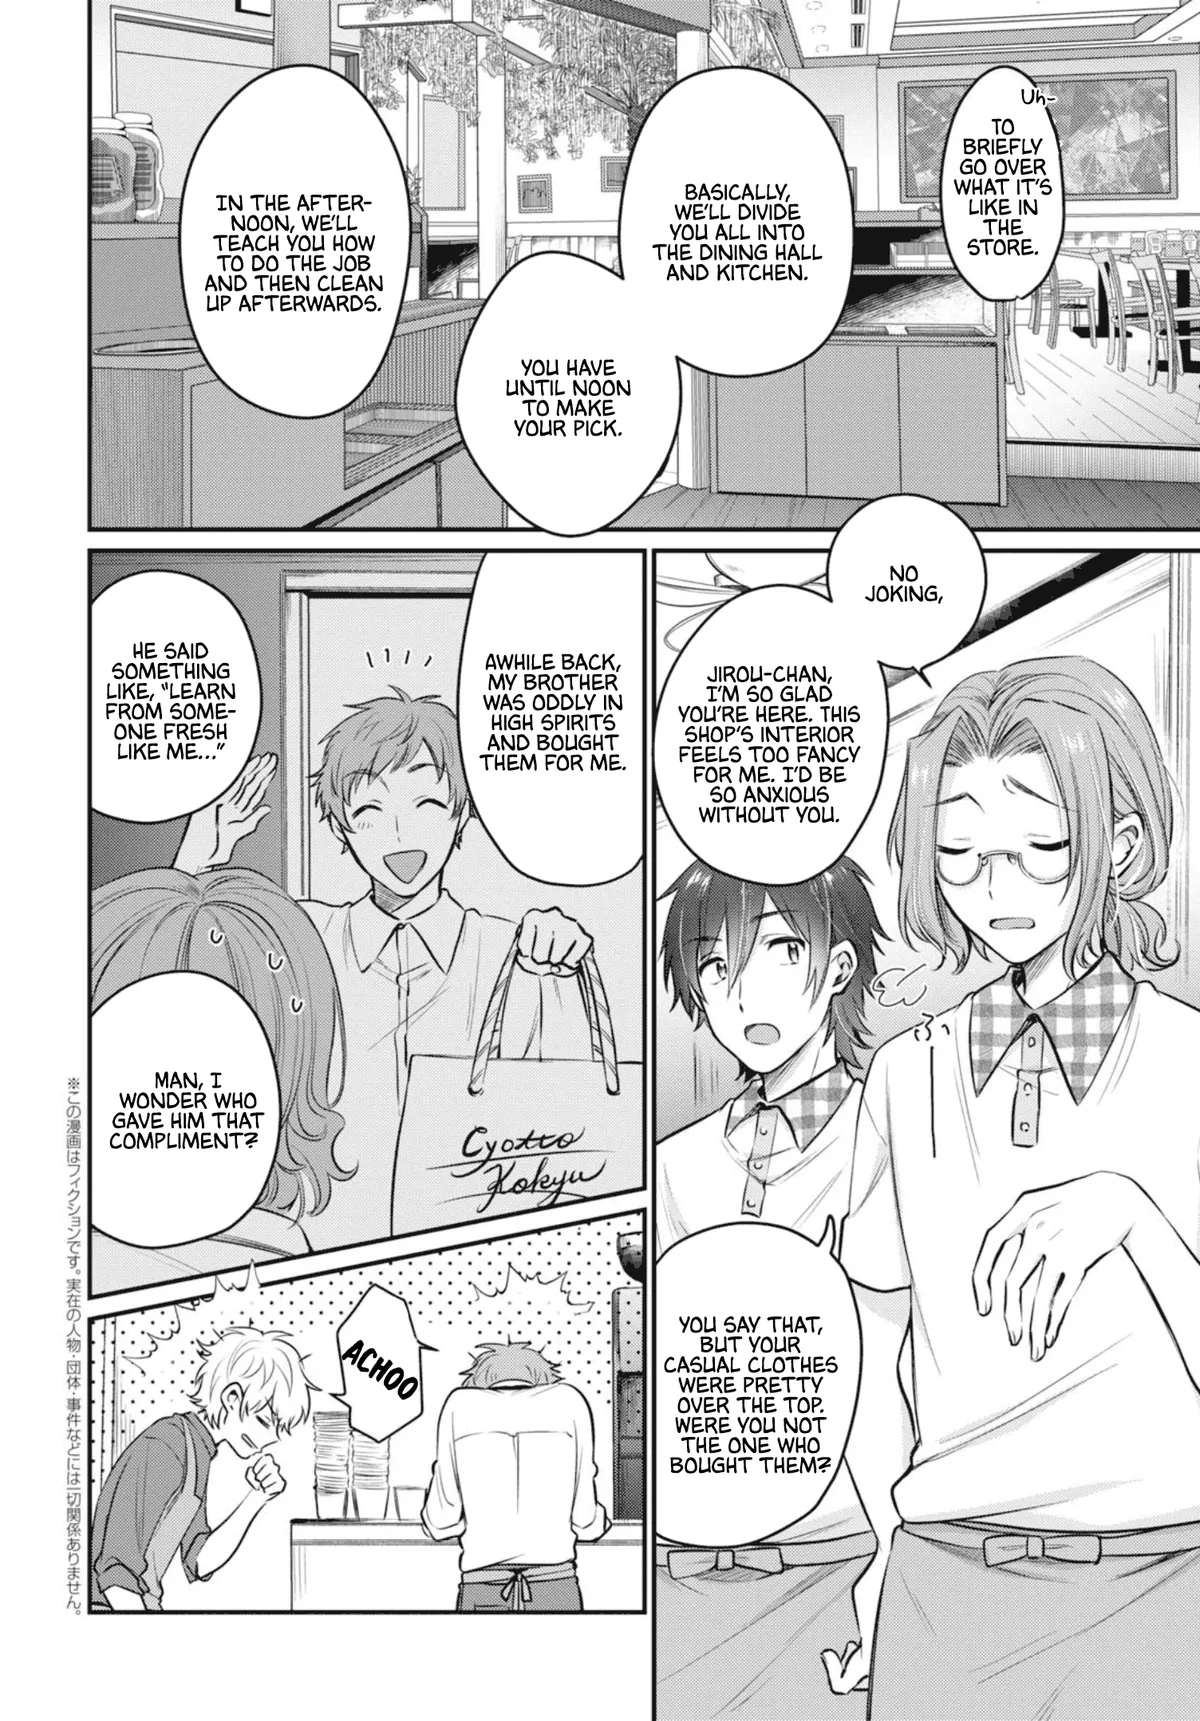 Uh-
TO
BRIEFLY
GO OVER
WHAT IT'S
LIKE IN
THE
STORE.
BASICALLY,
WE'LL DIVIDE
YOU ALL INTO
THE DINING HALL
AND KITCHEN.
YOU HAVE
UNTIL NOON
TO MAKE
YOUR PICK.
IN THE AFTER-
NOON, WE'LL
TEACH YOU HOW
TO DO THE JOB
AND THEN CLEAN
UP AFTERWARDS.
NO
JOKING,
JIROU-CHAN,
I'M SO GLAD
YOU'RE HERE. THIS
SHOP'S INTERIOR
FEELS TOO FANCY
FOR ME. I'D BE
SO ANXIOUS
WITHOUT YOU.
ふぅ
YOU SAY THAT,
BUT YOUR
CASUAL CLOTHES
WERE PRETTY
OVER THE TOP.
WERE YOU NOT
THE ONE WHO
BOUGHT THEM?
AWHILE BACK,
MY BROTHER
WAS ODDLY IN
HIGH SPIRITS
AND BOUGHT
THEM FOR ME.
HE SAID
SOMETHING
LIKE, "LEARN
FROM SOME-
ONE FRESH
LIKE ME..."
Cyotto
Kokyu
MAN, I
WONDER WHO
GAVE HIM THAT
COMPLIMENT?
ACHOO
※この漫画はフィクションです。実在の人物・団体・事件などには一切関係ありません。